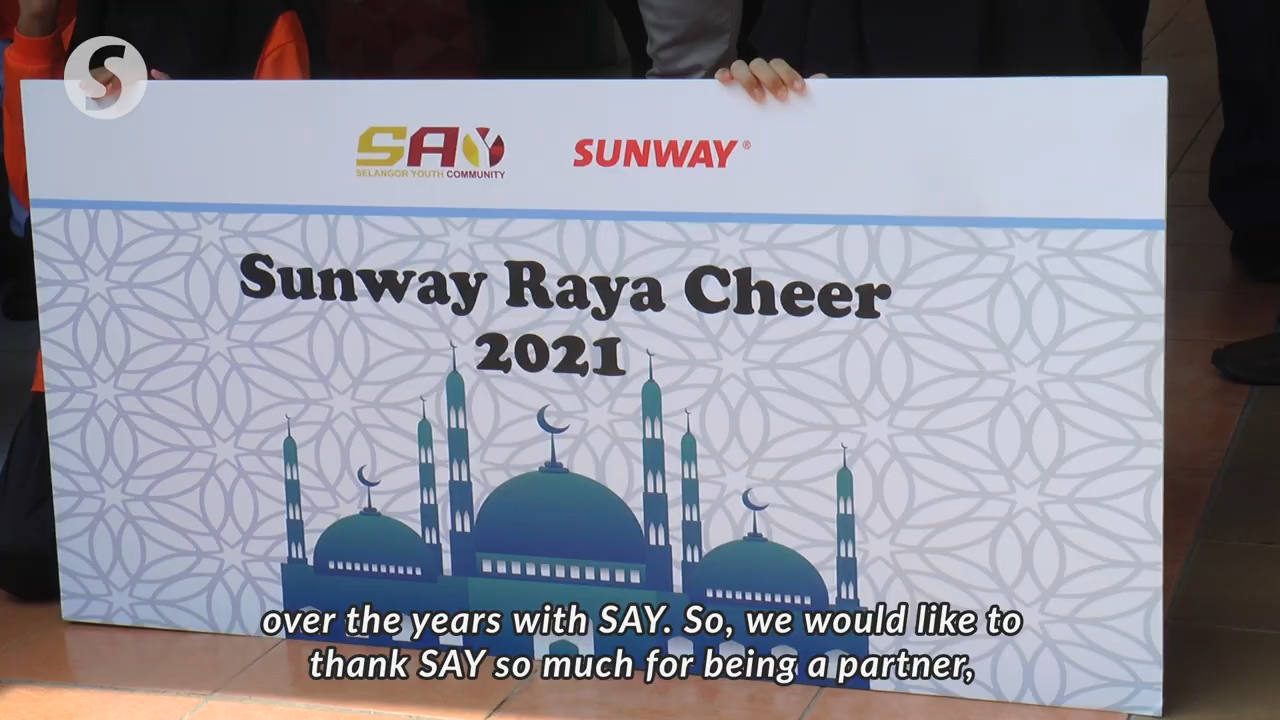 S
SAY SUNWAY®
SELANGOR YOUTH COMMUNITY
Sunway Raya Cheer
2021
over the years with SAY. So, we would like to
thank SAY so much for being a partner,